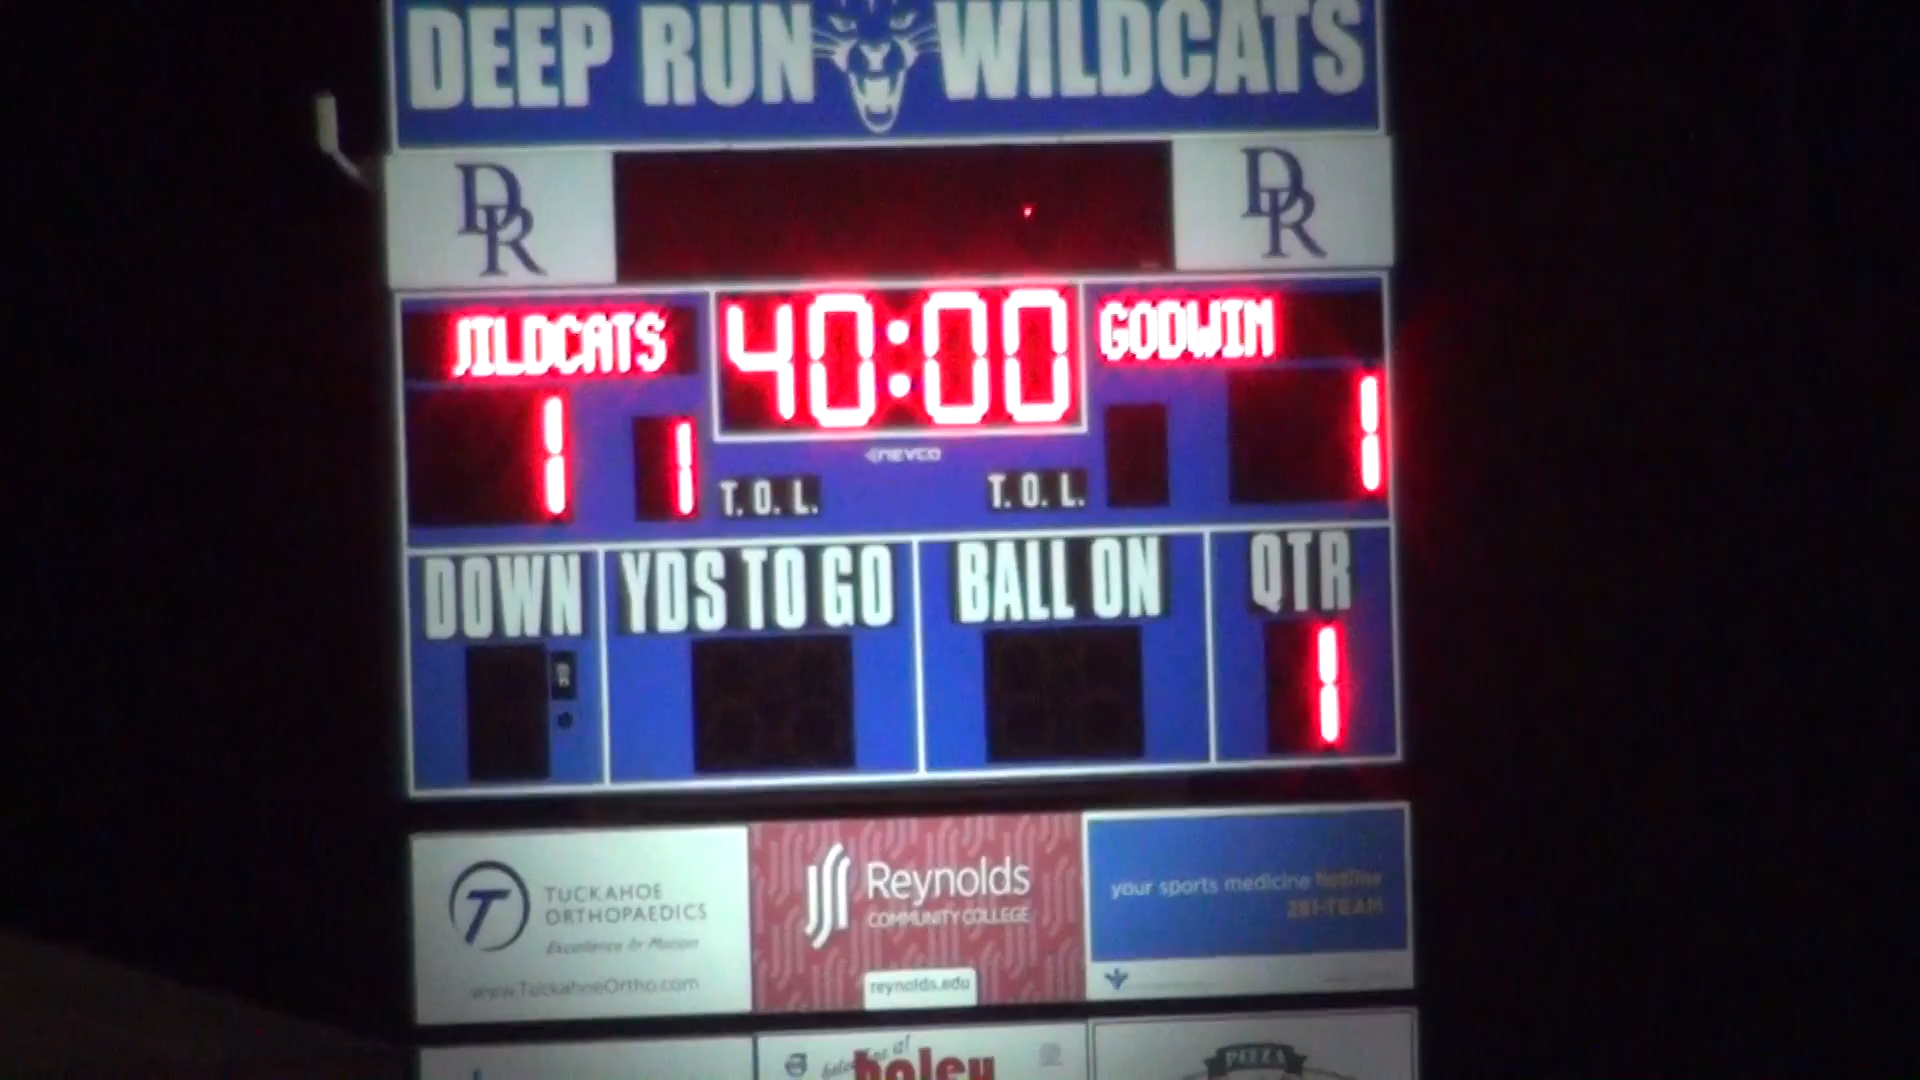 DEEP RUN WILDCATS
DR
DR
WILDCATS
40:00
GODWIN
1
1
1
NEVCO
T. O. L.
T. O. L.
DOWN
YDS TO GO
BALL ON
QTR
1
T
TUCKAHOE
ORTHOPAEDICS
Excellence In Motion
www.TuckahoeOrtho.com
Reynolds
COMMUNITY COLLEGE
reynolds.edu
your sports medicine hotline
281-TEAM
haley
PIZZA